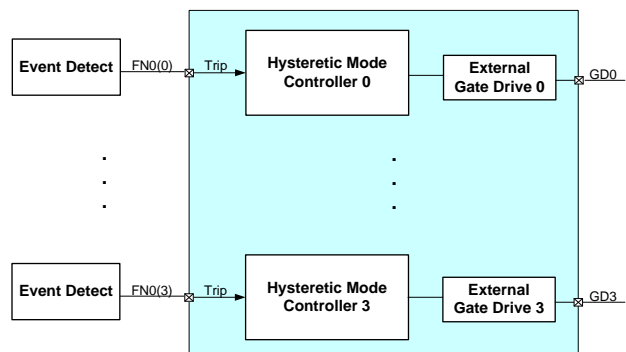 Event Detect
FN0(0)
Trip
Hysteretic Mode
Controller 0
External
Gate Drive 0
GD0
Event Detect
FN0(3)
Trip
Hysteretic Mode
Controller 3
External
Gate Drive 3
GD3